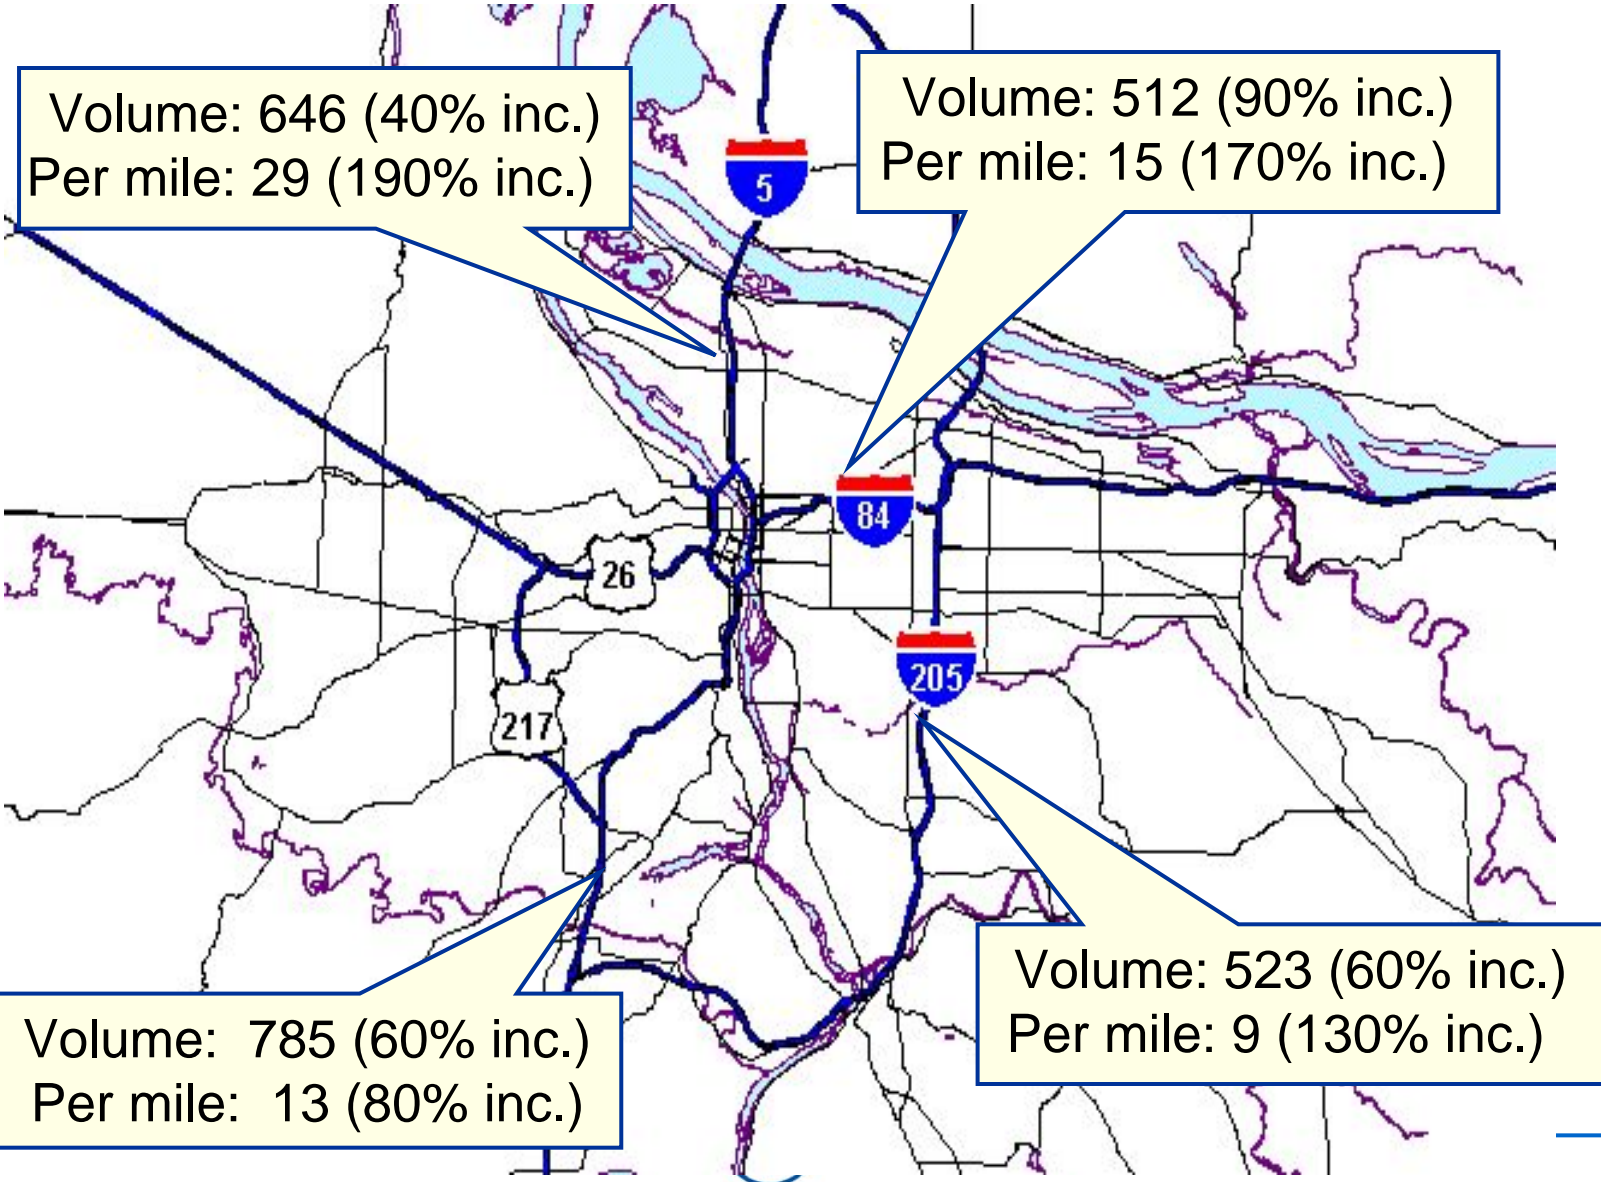 Volume: 646 (40% inc.)
Per mile: 29 (190% inc.)
Volume: 512 (90% inc.)
Per mile: 15 (170% inc.)
5
84
26
205
217
Volume: 785 (60% inc.)
Per mile: 13 (80% inc.)
Volume: 523 (60% inc.)
Per mile: 9 (130% inc.)